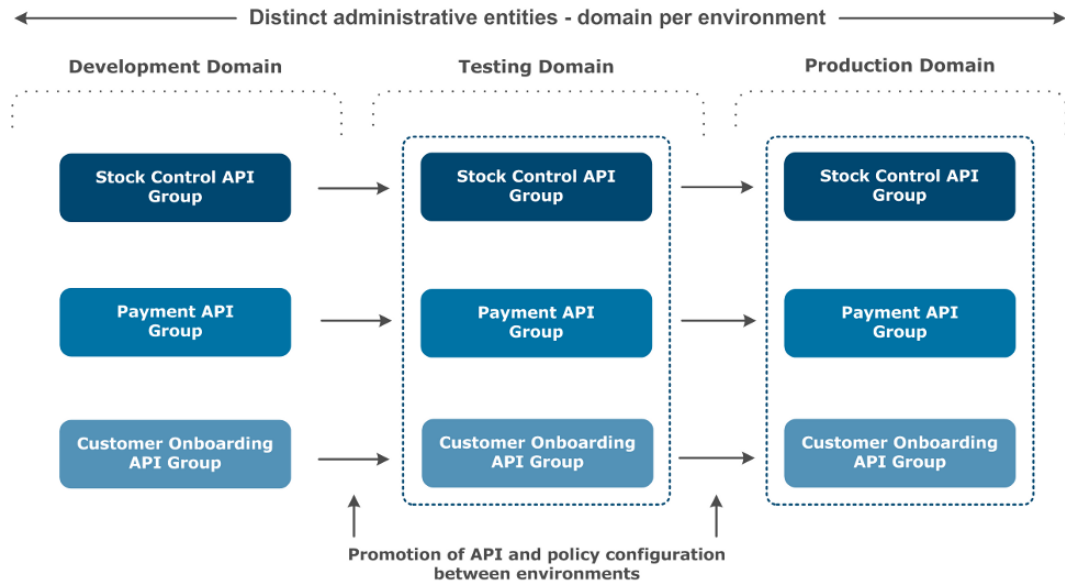 Distinct administrative entities - domain per environment
Development Domain
Testing Domain
Production Domain
Stock Control API
Group
Stock Control API
Group
Stock Control API
Group
Payment API
Group
Payment API
Group
Payment API
Group
Customer Onboarding
API Group
Customer Onboarding
API Group
Customer Onboarding
API Group
Promotion of API and policy configuration
between environments